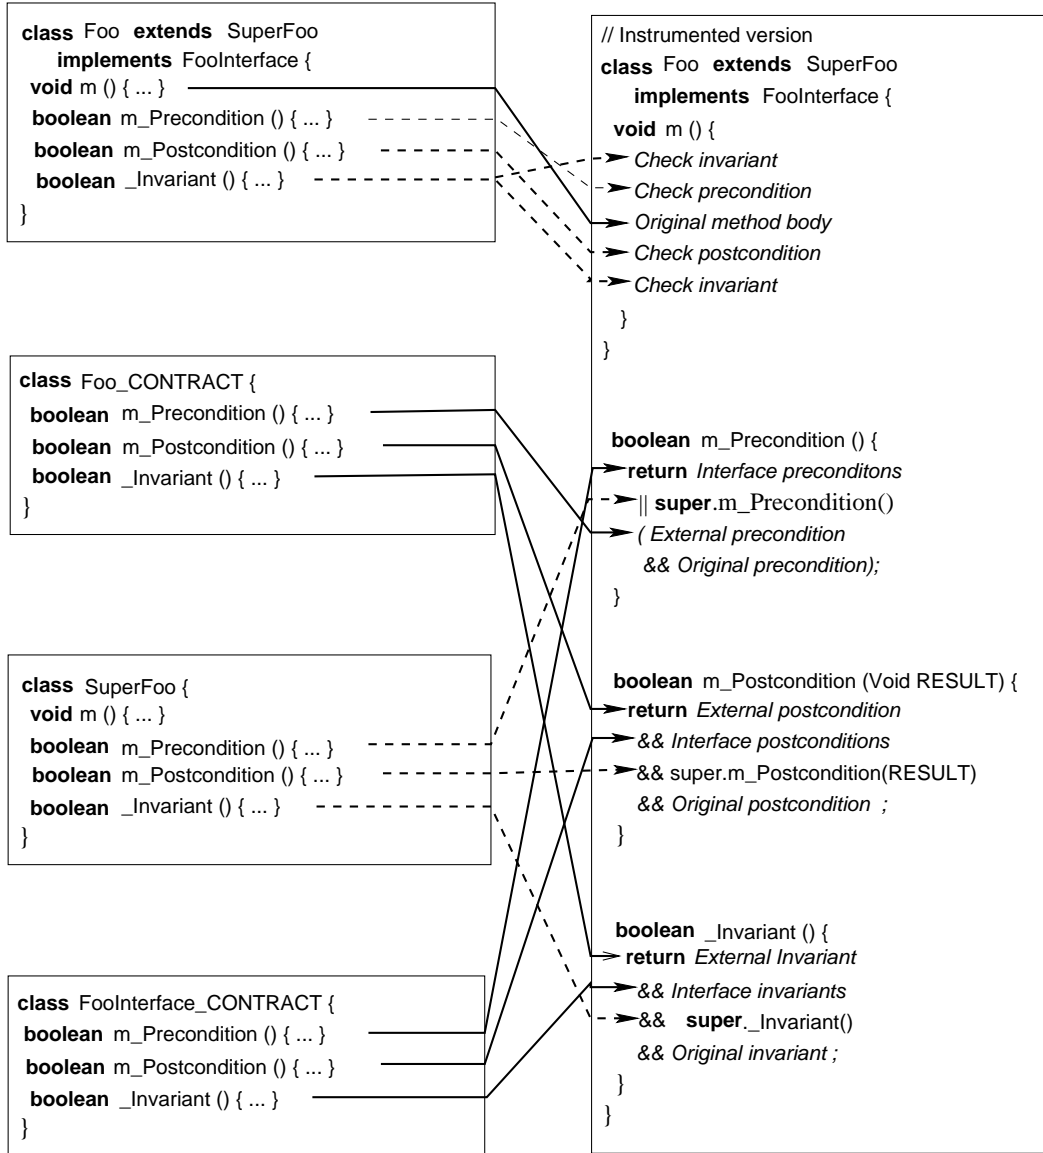 class Foo extends SuperFoo
implements FooInterface {
void m () { ... }
boolean m_Precondition () { ... }
boolean m_Postcondition () { ... }
boolean _Invariant () { ... }
}
class Foo_CONTRACT {
boolean m_Precondition () { ... }
boolean m_Postcondition () { ... }
boolean _Invariant () { ... }
}
class SuperFoo {
void m () { ... }
boolean m_Precondition () { ... }
boolean m_Postcondition () { ... }
boolean _Invariant () { ... }
}
class FooInterface_CONTRACT {
boolean m_Precondition () { ... }
boolean m_Postcondition () { ... }
boolean _Invariant () { ... }
}
// Instrumented version
class Foo extends SuperFoo
implements FooInterface {
void m () {
Check invariant
Check precondition
Original method body
Check postcondition
Check invariant
}
}
boolean m_Precondition () {
return Interface preconditons
|| super.m_Precondition()
( External precondition
&& Original precondition);
}
boolean m_Postcondition (Void RESULT) {
return External postcondition
&& Interface postconditions
&& super.m_Postcondition(RESULT)
&& Original postcondition ;
}
boolean _Invariant () {
return External Invariant
&& Interface invariants
&& super._Invariant()
&& Original invariant ;
}
}